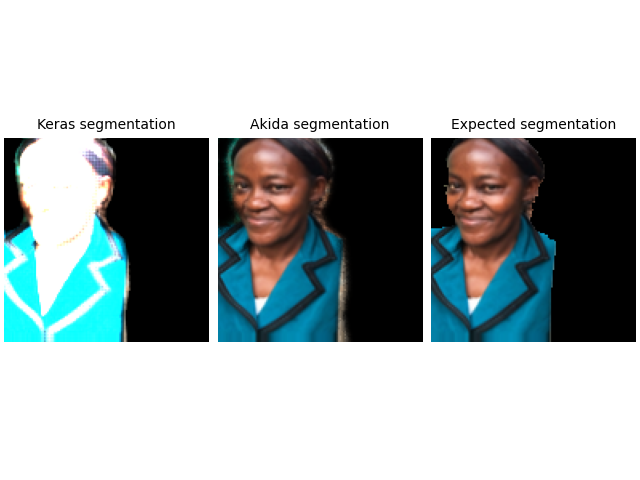 Keras segmentation
Akida segmentation
Expected segmentation